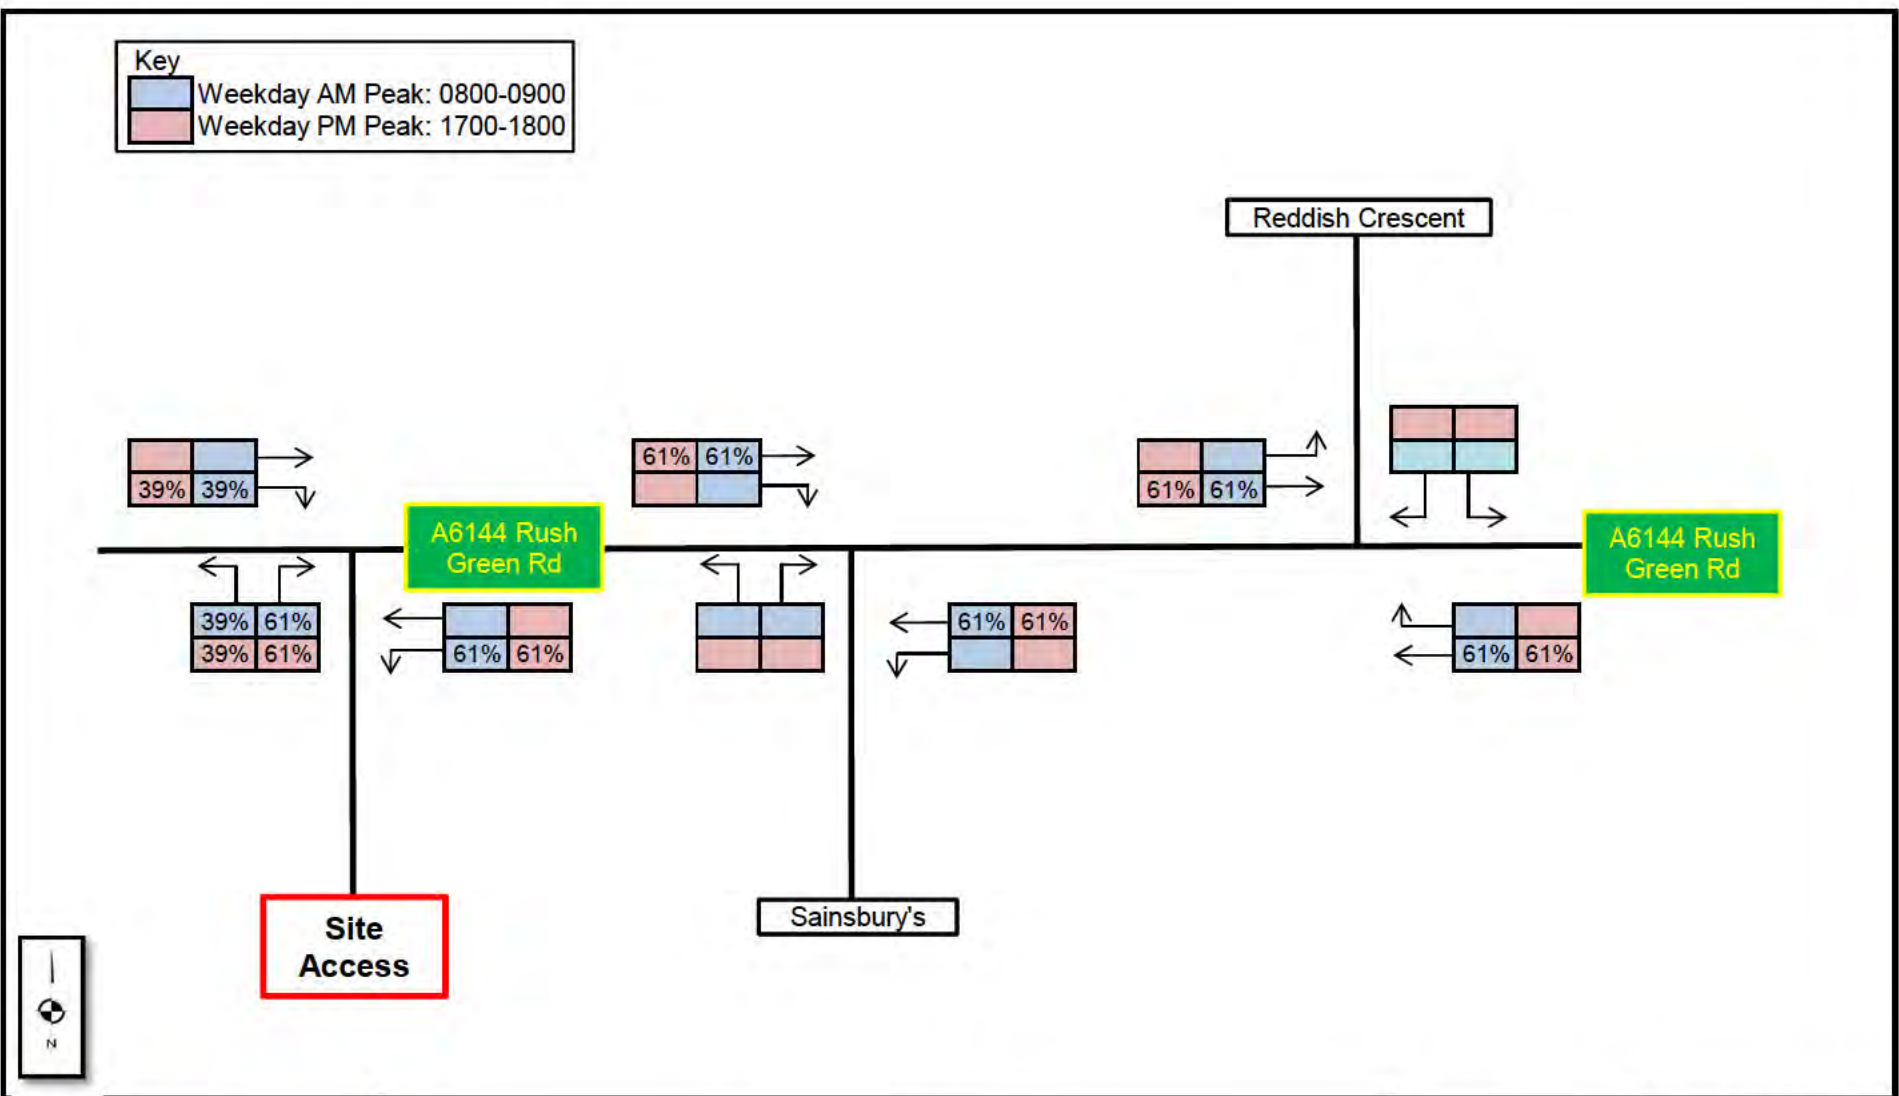 Key
Weekday AM Peak: 0800-0900
Weekday PM Peak: 1700-1800
Reddish Crescent
39% 39%
61% 61%
61% 61%
A6144 Rush
Green Rd
A6144 Rush
Green Rd
39% 61%
39% 61%
61% 61%
61% 61%
61% 61%
Site
Access
Sainsbury's
N